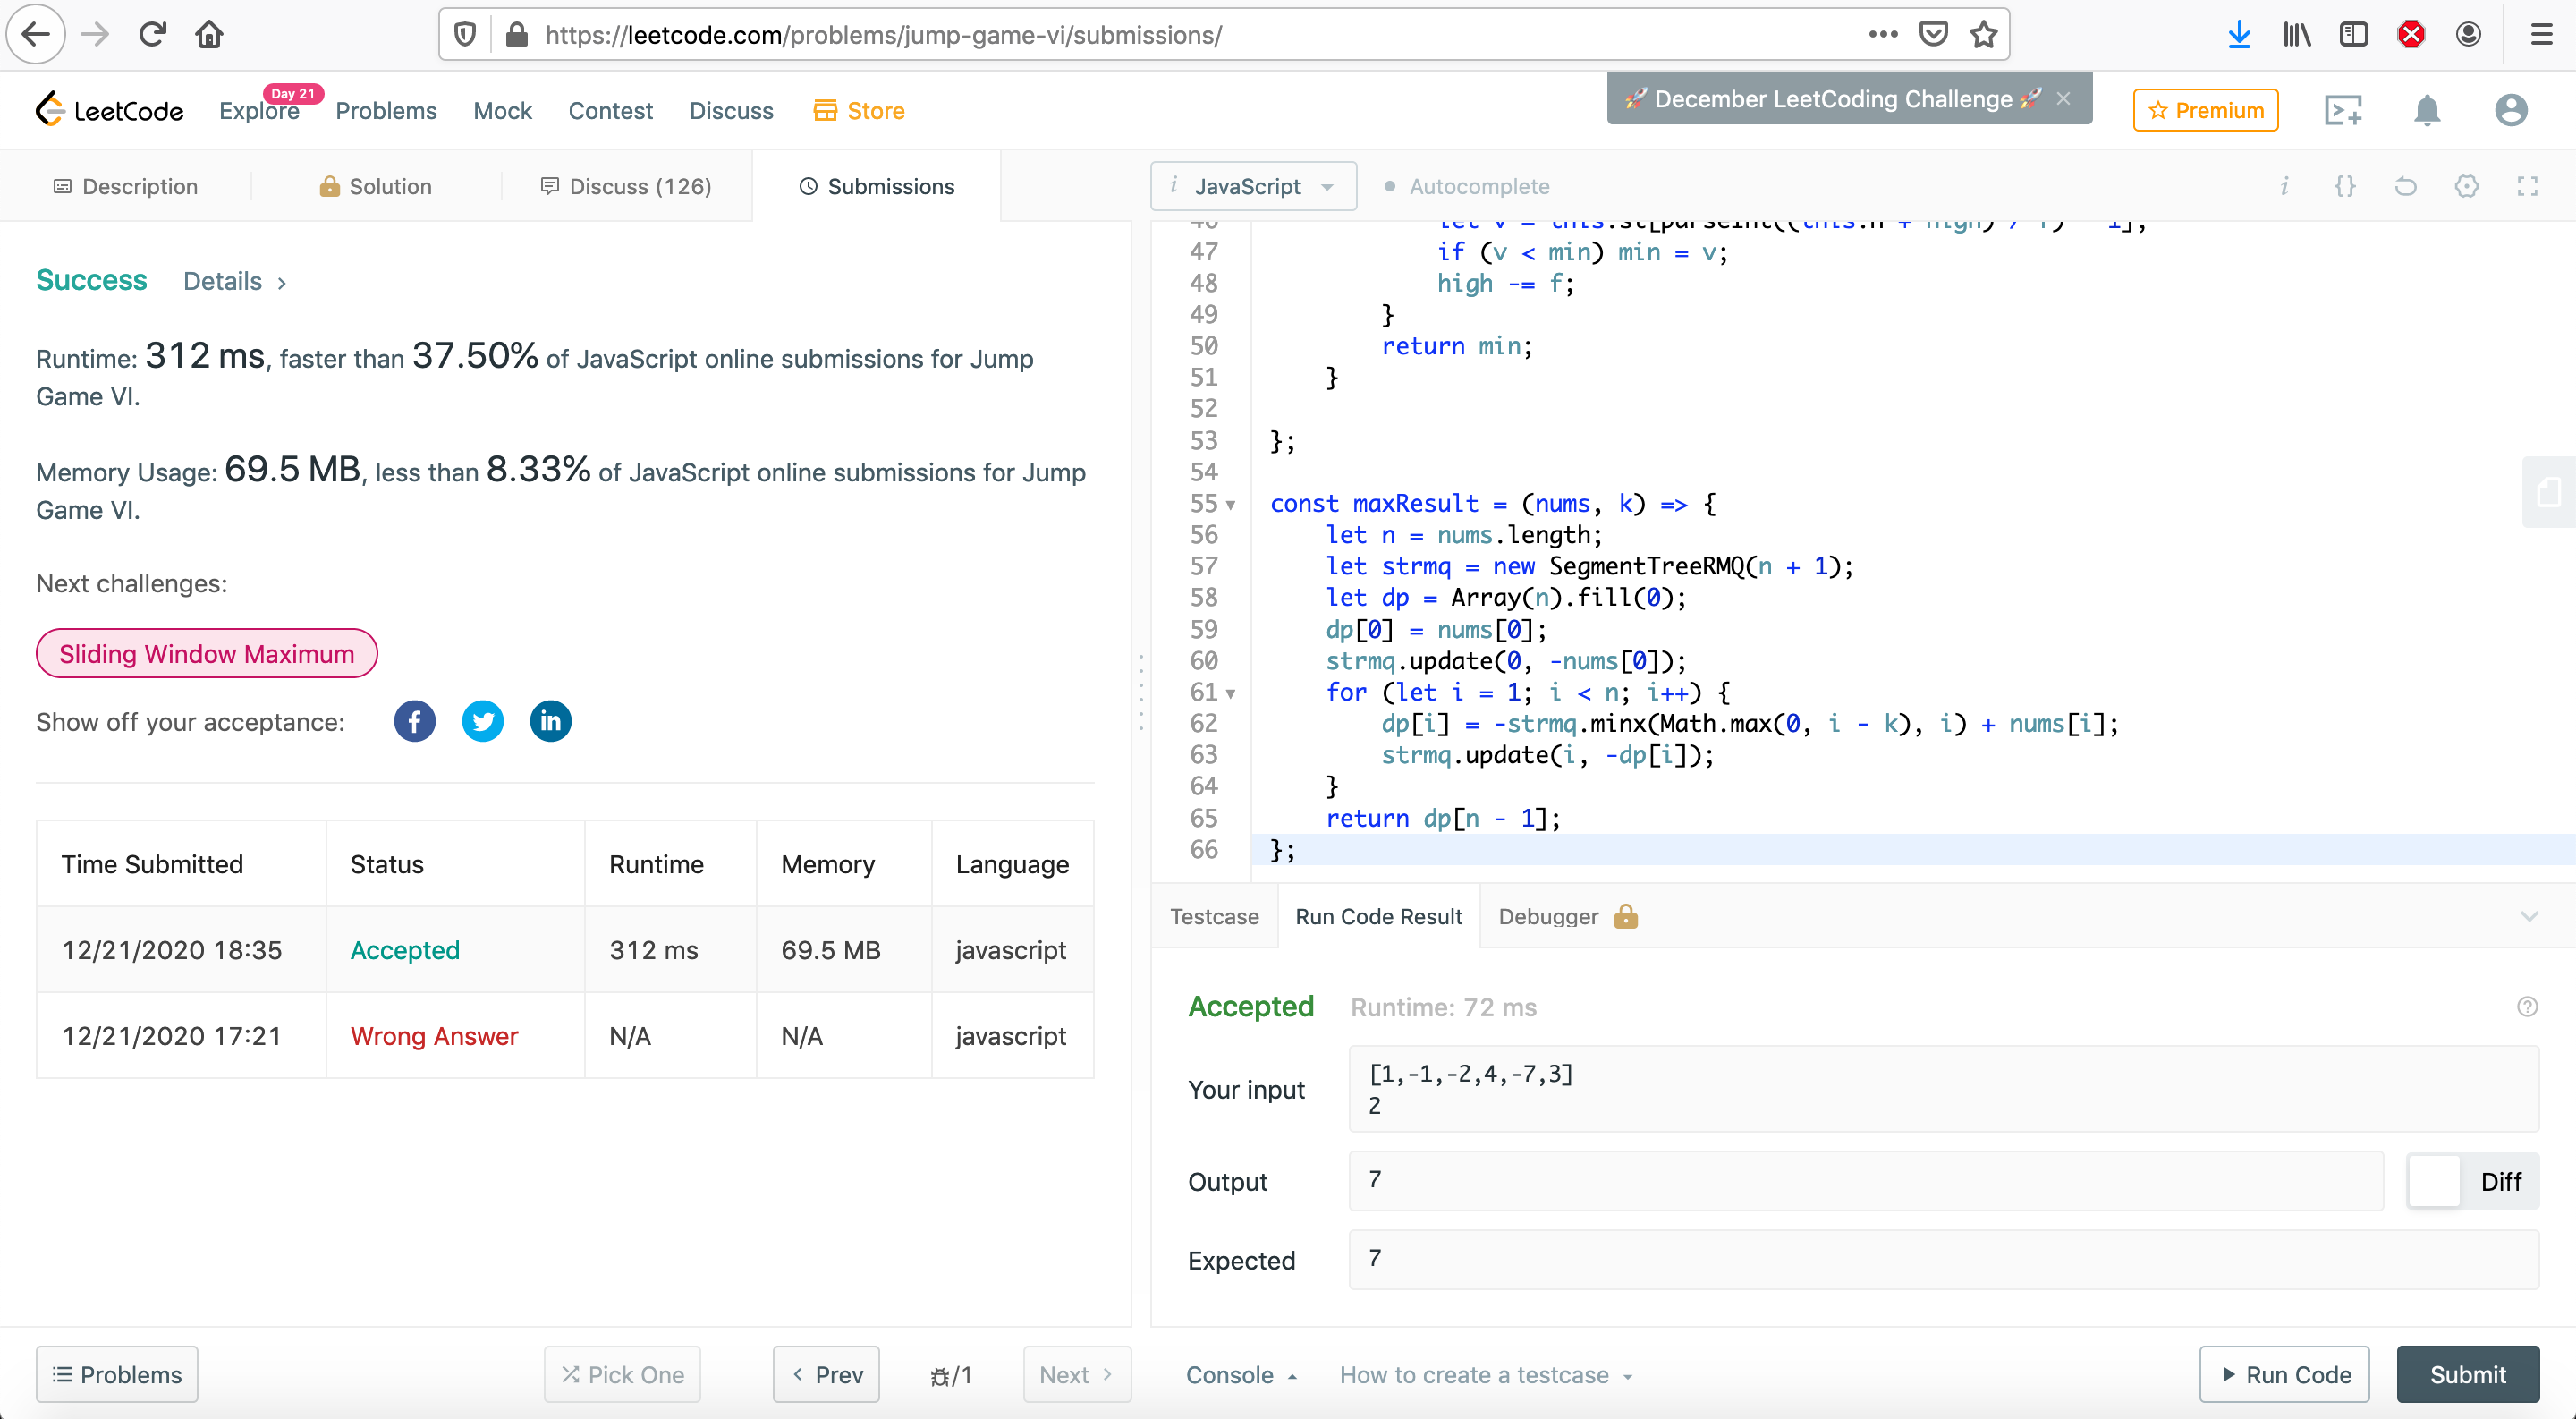 https://leetcode.com/problems/jump-game-vi/submissions/
LeetCode
Explore
Day 21
Problems
Mock
Contest
Discuss
Store
🚀 December LeetCoding Challenge 🚀 ×
Premium
Description
Solution
Discuss (126)
Submissions
i JavaScript
Autocomplete
Success Details >
Runtime: 312 ms, faster than 37.50% of JavaScript online submissions for Jump
Game VI.
Memory Usage: 69.5 MB, less than 8.33% of JavaScript online submissions for Jump
Game VI.
Next challenges:
Sliding Window Maximum
Show off your acceptance:
Time Submitted Status Runtime Memory Language
12/21/2020 18:35 Accepted 312 ms 69.5 MB javascript
12/21/2020 17:21 Wrong Answer N/A N/A javascript
47 if (v < min) min = v;
48 high -= f;
49 }
50 return min;
51 }
52
53 };
54
55 const maxResult = (nums, k) => {
56 let n = nums.length;
57 let strmq = new SegmentTreeRMQ(n + 1);
58 let dp = Array(n).fill(0);
59 dp[0] = nums[0];
60 strmq.update(0, -nums[0]);
61 for (let i = 1; i < n; i++) {
62 dp[i] = -strmq.minx(Math.max(0, i - k), i) + nums[i];
63 strmq.update(i, -dp[i]);
64 }
65 return dp[n - 1];
66 };
Testcase
Run Code Result
Debugger
Accepted Runtime: 72 ms
Your input
[1,-1,-2,4,-7,3]
2
Output
7
Diff
Expected
7
Problems
Pick One
< Prev
/1
Next >
Console
How to create a testcase
Run Code
Submit